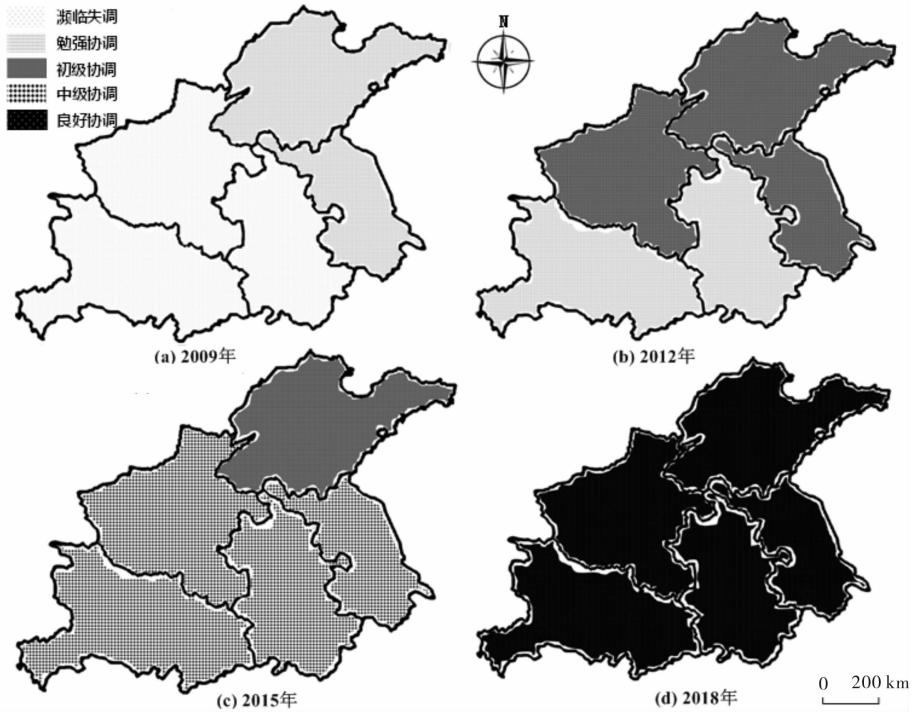 濒临失调
勉强协调
初级协调
中级协调
良好协调
N
(a) 2009年
(b) 2012年
(c) 2015年
(d) 2018年
0 200 km